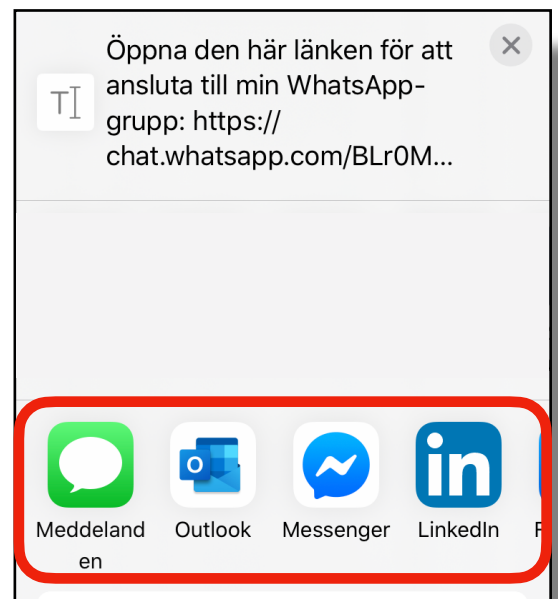 Öppna den här länken för att
ansluta till min WhatsApp-
grupp: https://
chat.whatsapp.com/BLr0M...
T
o
in
Meddeland
en
Outlook
Messenger
LinkedIn
F